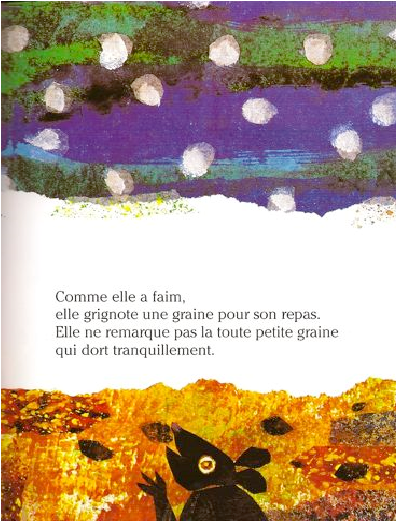 Comme elle a faim,
elle grignote une graine pour son repas.
Elle ne remarque pas la toute petite graine
qui dort tranquillement.